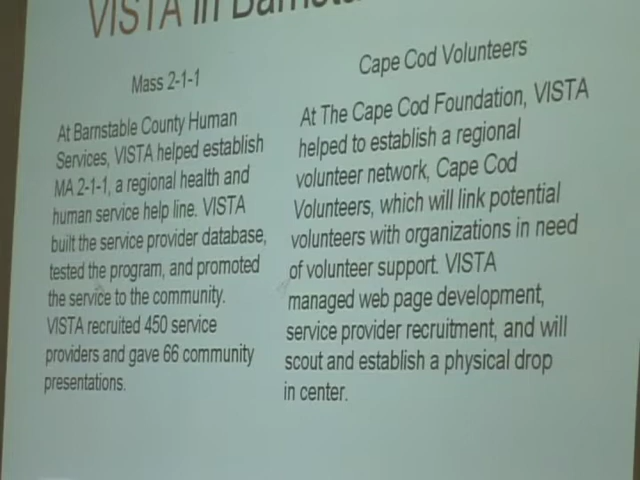 VISTA in
Mass 2-1-1
At Barnstable County Human
Services, VISTA helped establish
MA 2-1-1, a regional health and
human service help line. VISTA
built the service provider database,
tested the program, and promoted
the service to the community.
VISTA recruited 450 service
providers and gave 66 community
presentations.
Cape Cod Volunteers
At The Cape Cod Foundation, VISTA
helped to establish a regional
volunteer network, Cape Cod
Volunteers, which will link potential
volunteers with organizations in need
of volunteer support. VISTA
managed web page development,
service provider recruitment, and will
scout and establish a physical drop
in center.